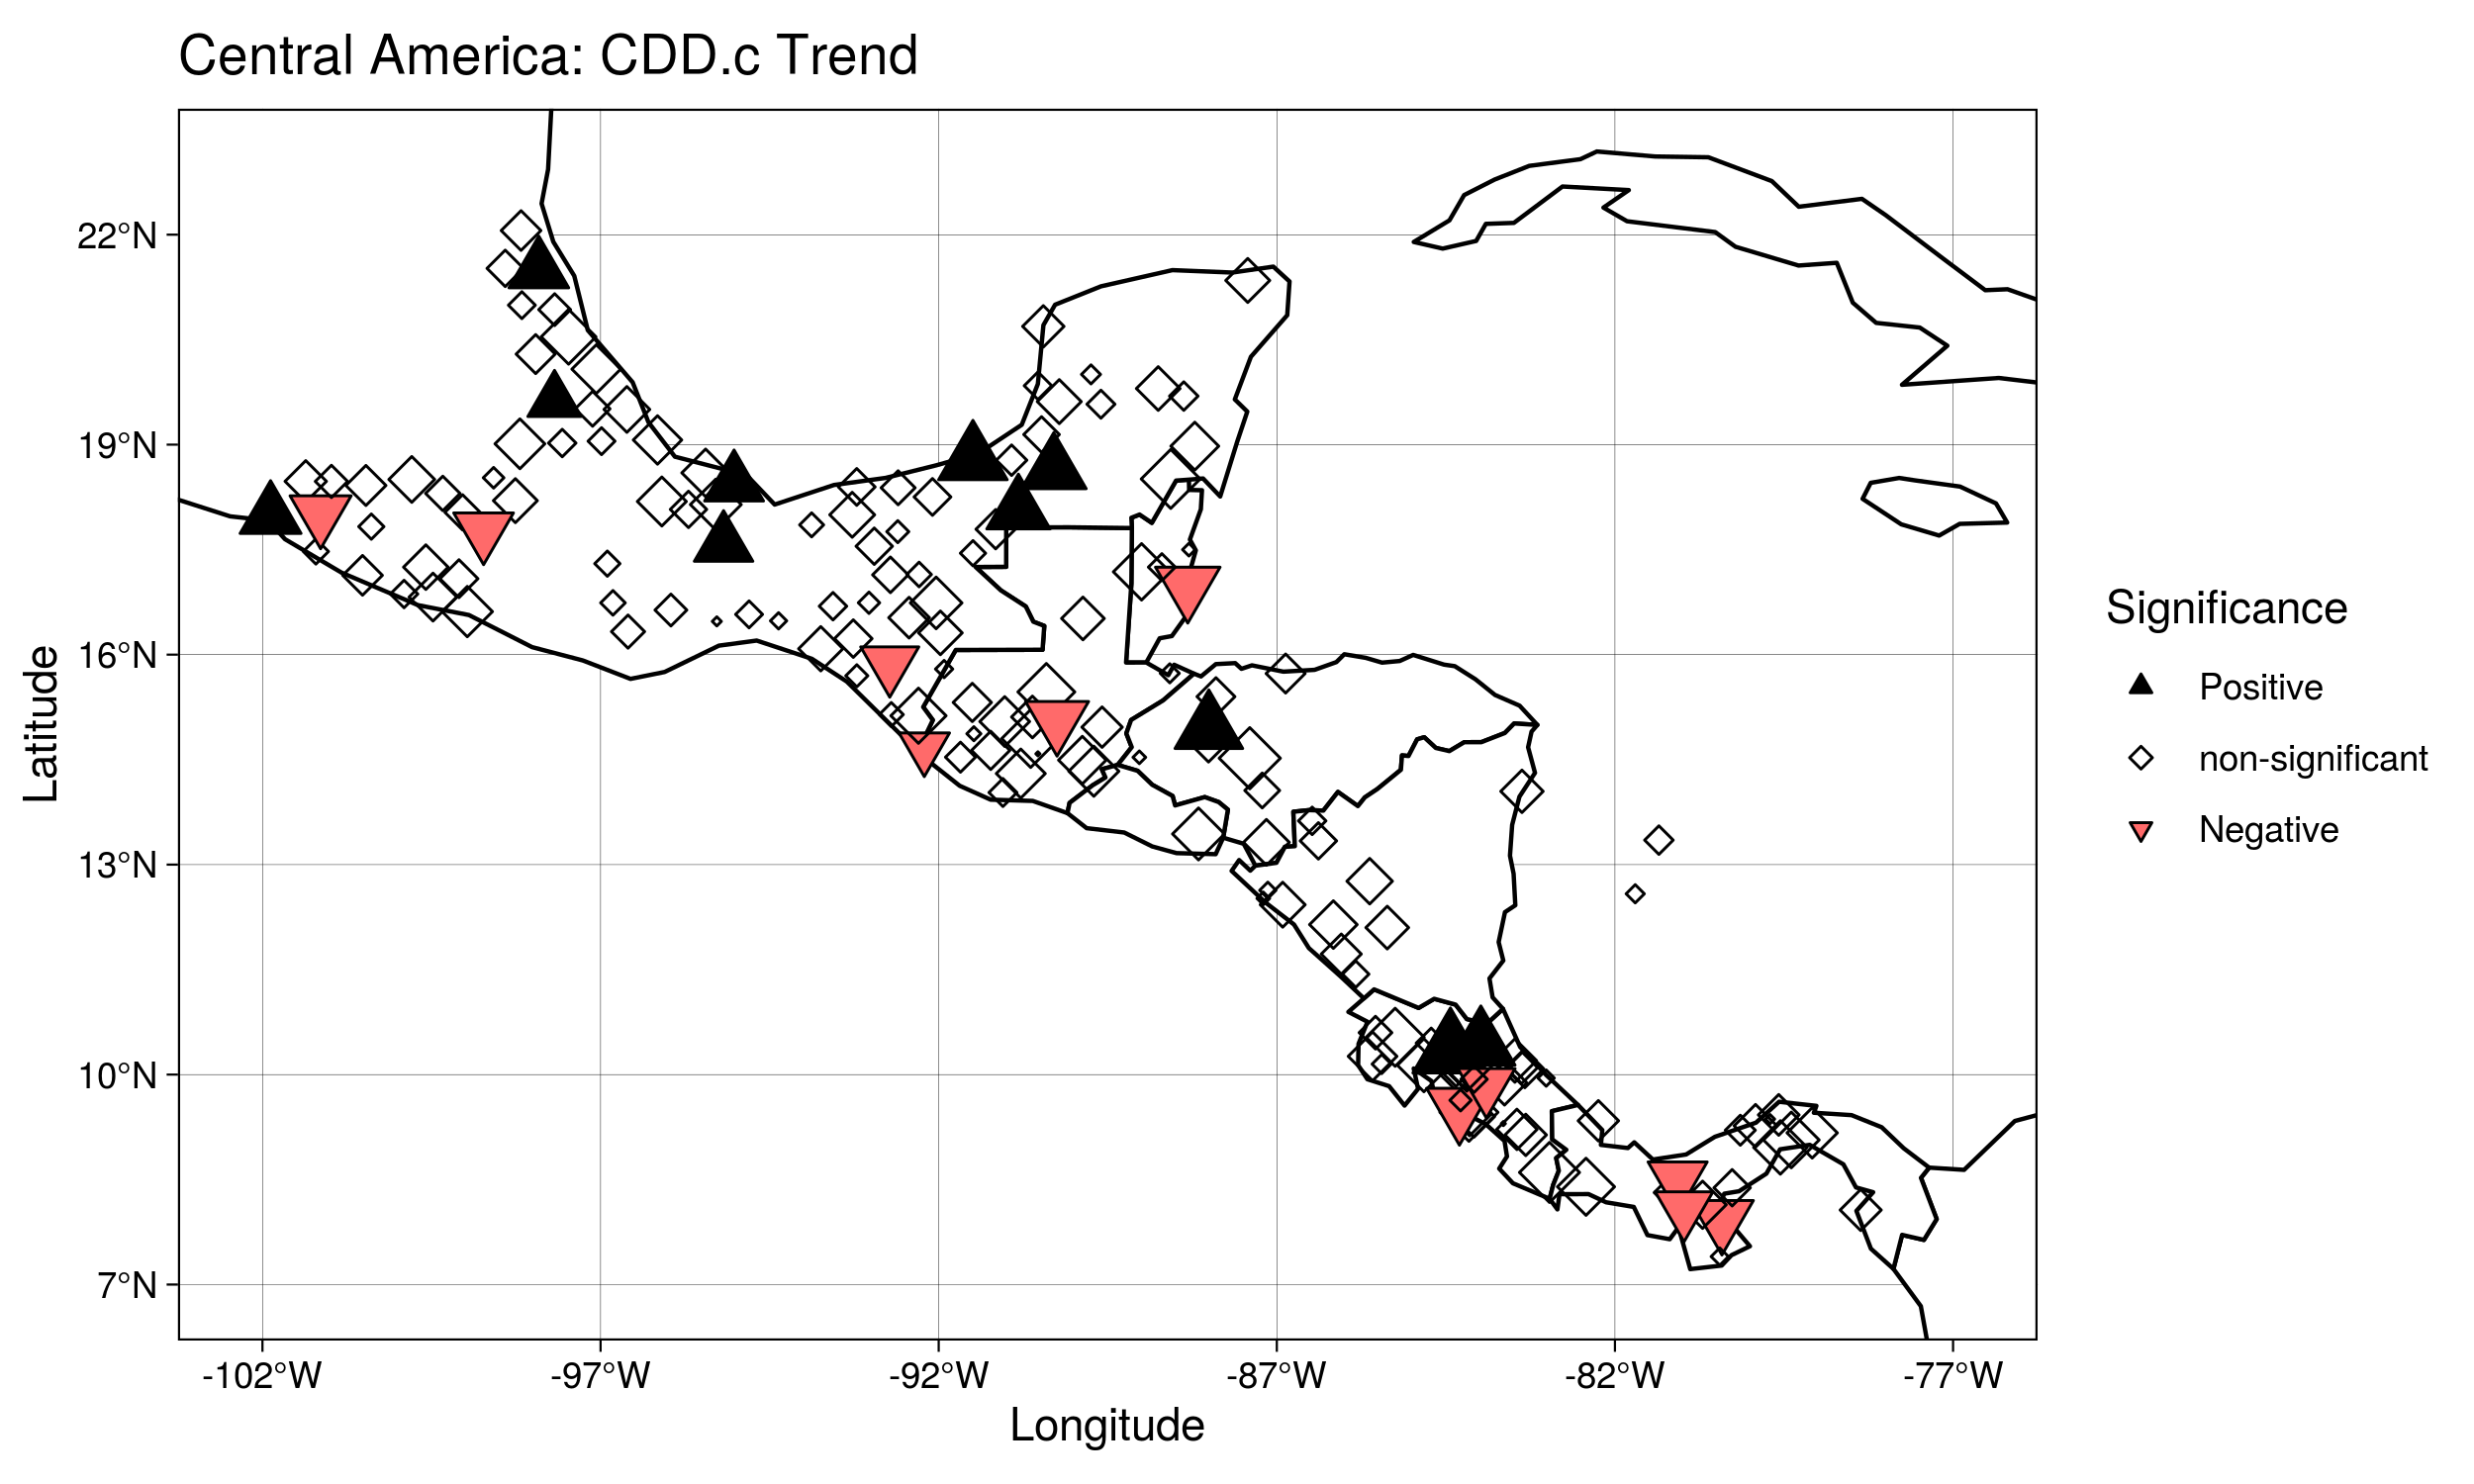 Central America: CDD.c Trend
22°N
19°N
16°N
13°N
10°N
7°N
Latitude
-102°W
-97°W
-92°W
-87°W
-82°W
-77°W
Longitude
Significance
Positive
non-significant
Negative